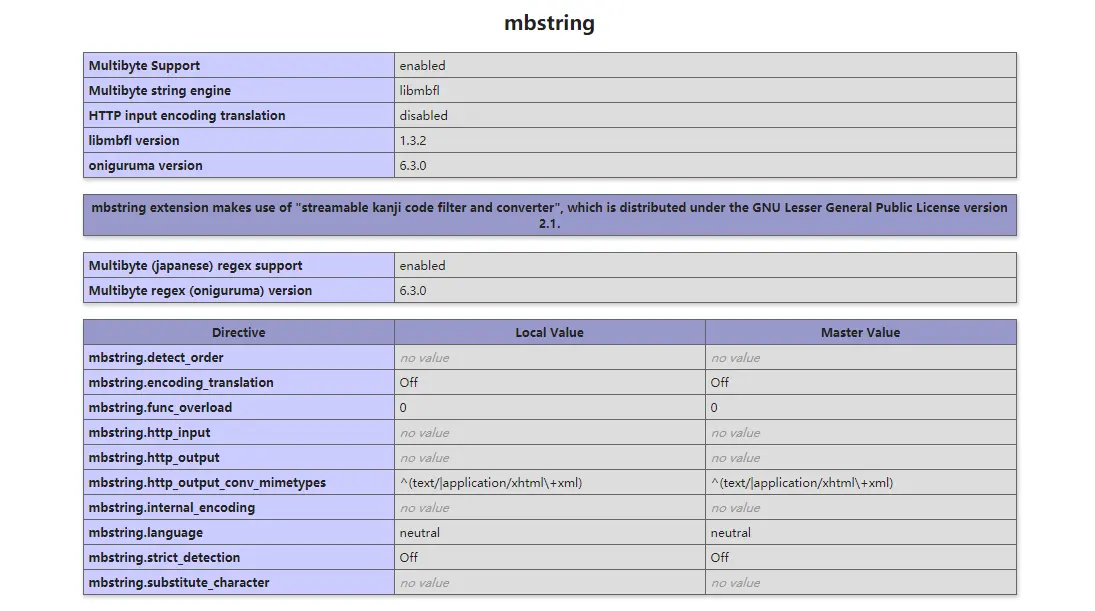 mbstring
Multibyte Support enabled
Multibyte string engine libmbfl
HTTP input encoding translation disabled
libmbfl version 1.3.2
oniguruma version 6.3.0
mbstring extension makes use of "streamable kanji code filter and converter", which is distributed under the GNU Lesser General Public License version
2.1.
Multibyte (japanese) regex support enabled
Multibyte regex (oniguruma) version 6.3.0
Directive Local Value Master Value
mbstring.detect_order no value no value
mbstring.encoding_translation Off Off
mbstring.func_overload 0 0
mbstring.http_input no value no value
mbstring.http_output no value no value
mbstring.http_output_conv_mimetypes ^(text/|application/xhtml\+xml) ^(text/|application/xhtml\+xml)
mbstring.internal_encoding no value no value
mbstring.language neutral neutral
mbstring.strict_detection Off Off
mbstring.substitute_character no value no value